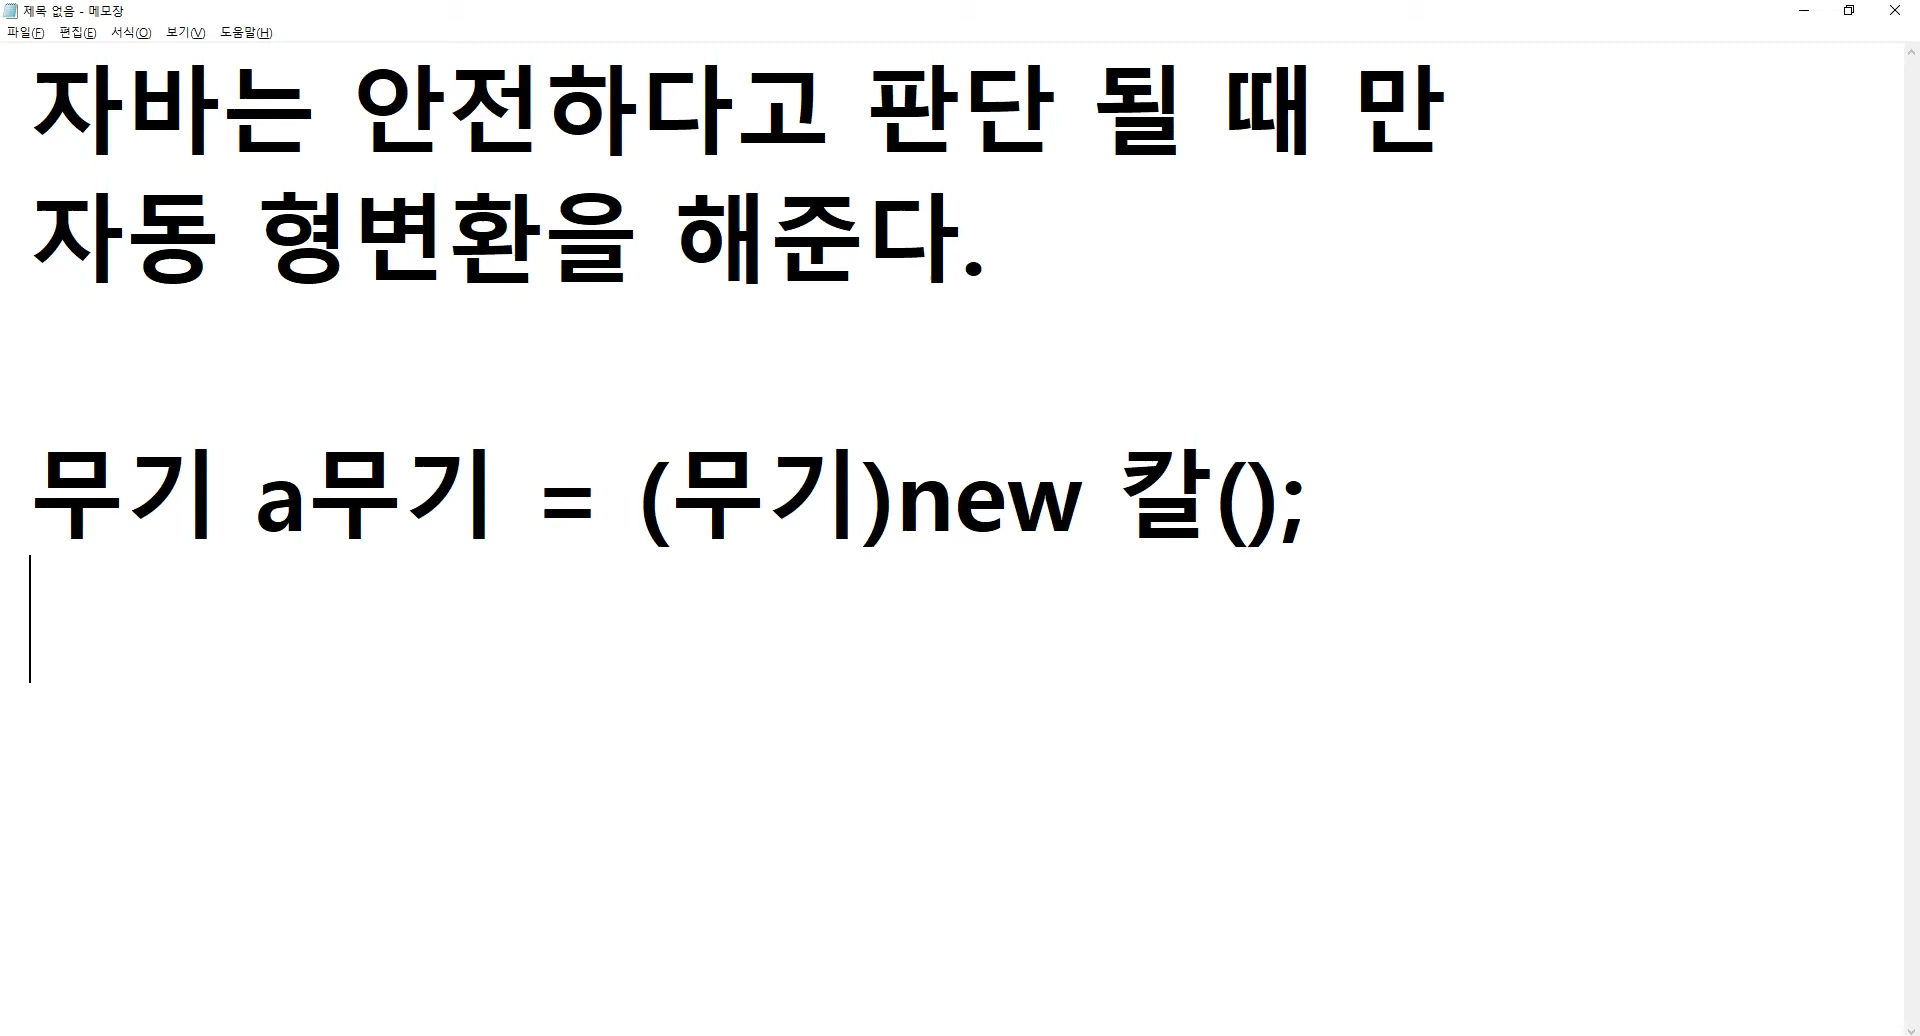 제목 없음 - 메모장
파일(F) 편집(E) 서식(O) 보기(V) 도움말(H)
자바는 안전하다고 판단 될 때 만
자동 형변환을 해준다.
무기 a무기 = (무기)new 칼();